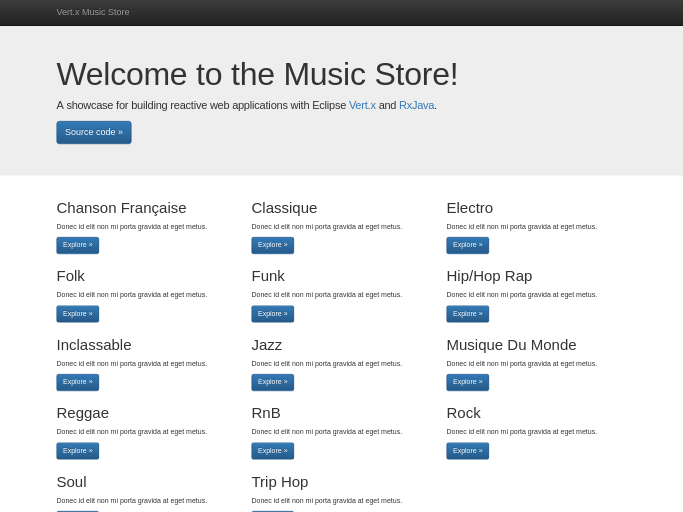 Vert.x Music Store
Welcome to the Music Store!
A showcase for building reactive web applications with Eclipse Vert.x and RxJava.
Source code »
Chanson Française
Donec id elit non mi porta gravida at eget metus.
Explore »
Classique
Donec id elit non mi porta gravida at eget metus.
Explore »
Electro
Donec id elit non mi porta gravida at eget metus.
Explore »
Folk
Donec id elit non mi porta gravida at eget metus.
Explore »
Funk
Donec id elit non mi porta gravida at eget metus.
Explore »
Hip/Hop Rap
Donec id elit non mi porta gravida at eget metus.
Explore »
Inclassable
Donec id elit non mi porta gravida at eget metus.
Explore »
Jazz
Donec id elit non mi porta gravida at eget metus.
Explore »
Musique Du Monde
Donec id elit non mi porta gravida at eget metus.
Explore »
Reggae
Donec id elit non mi porta gravida at eget metus.
Explore »
RnB
Donec id elit non mi porta gravida at eget metus.
Explore »
Rock
Donec id elit non mi porta gravida at eget metus.
Explore »
Soul
Donec id elit non mi porta gravida at eget metus.
Trip Hop
Donec id elit non mi porta gravida at eget metus.